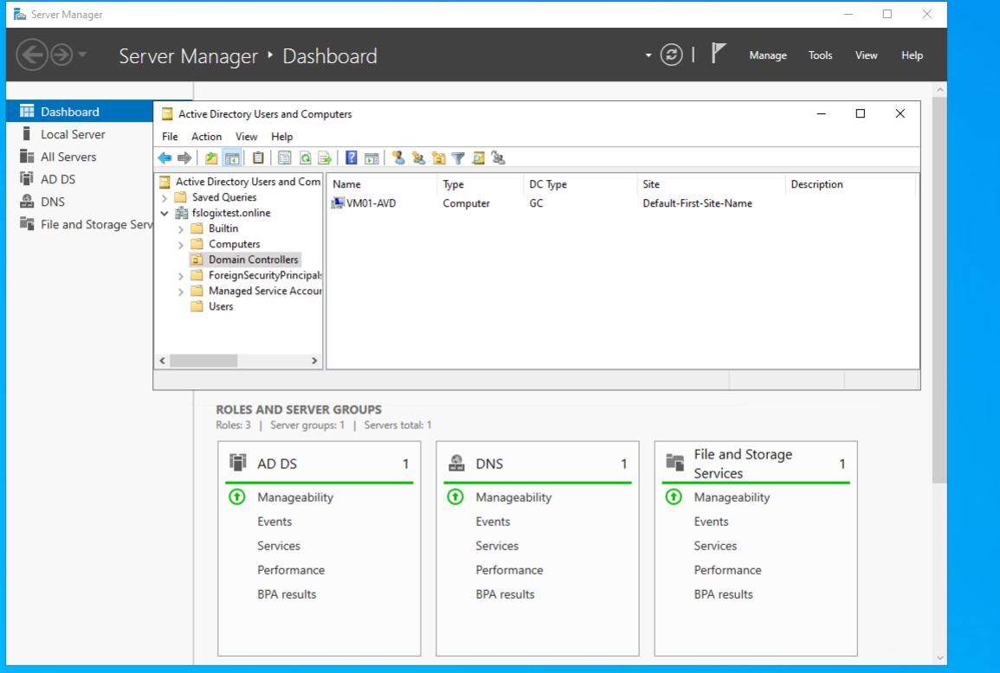 Server Manager
Server Manager ‣ Dashboard
Manage Tools View Help
Dashboard
Local Server
All Servers
AD DS
DNS
File and Storage Serv
Active Directory Users and Computers
File Action View Help
Active Directory Users and Com
Saved Queries
fslogixtest.online
Builtin
Computers
Domain Controllers
ForeignSecurityPrincipals
Managed Service Accour
Users
Name Type DC Type Site Description
VM01-AVD Computer GC Default-First-Site-Name
ROLES AND SERVER GROUPS
Roles: 3 | Server groups: 1 | Servers total: 1
AD DS 1
Manageability
Events
Services
Performance
BPA results
DNS 1
Manageability
Events
Services
Performance
BPA results
File and Storage
Services 1
Manageability
Events
Services
Performance
BPA results